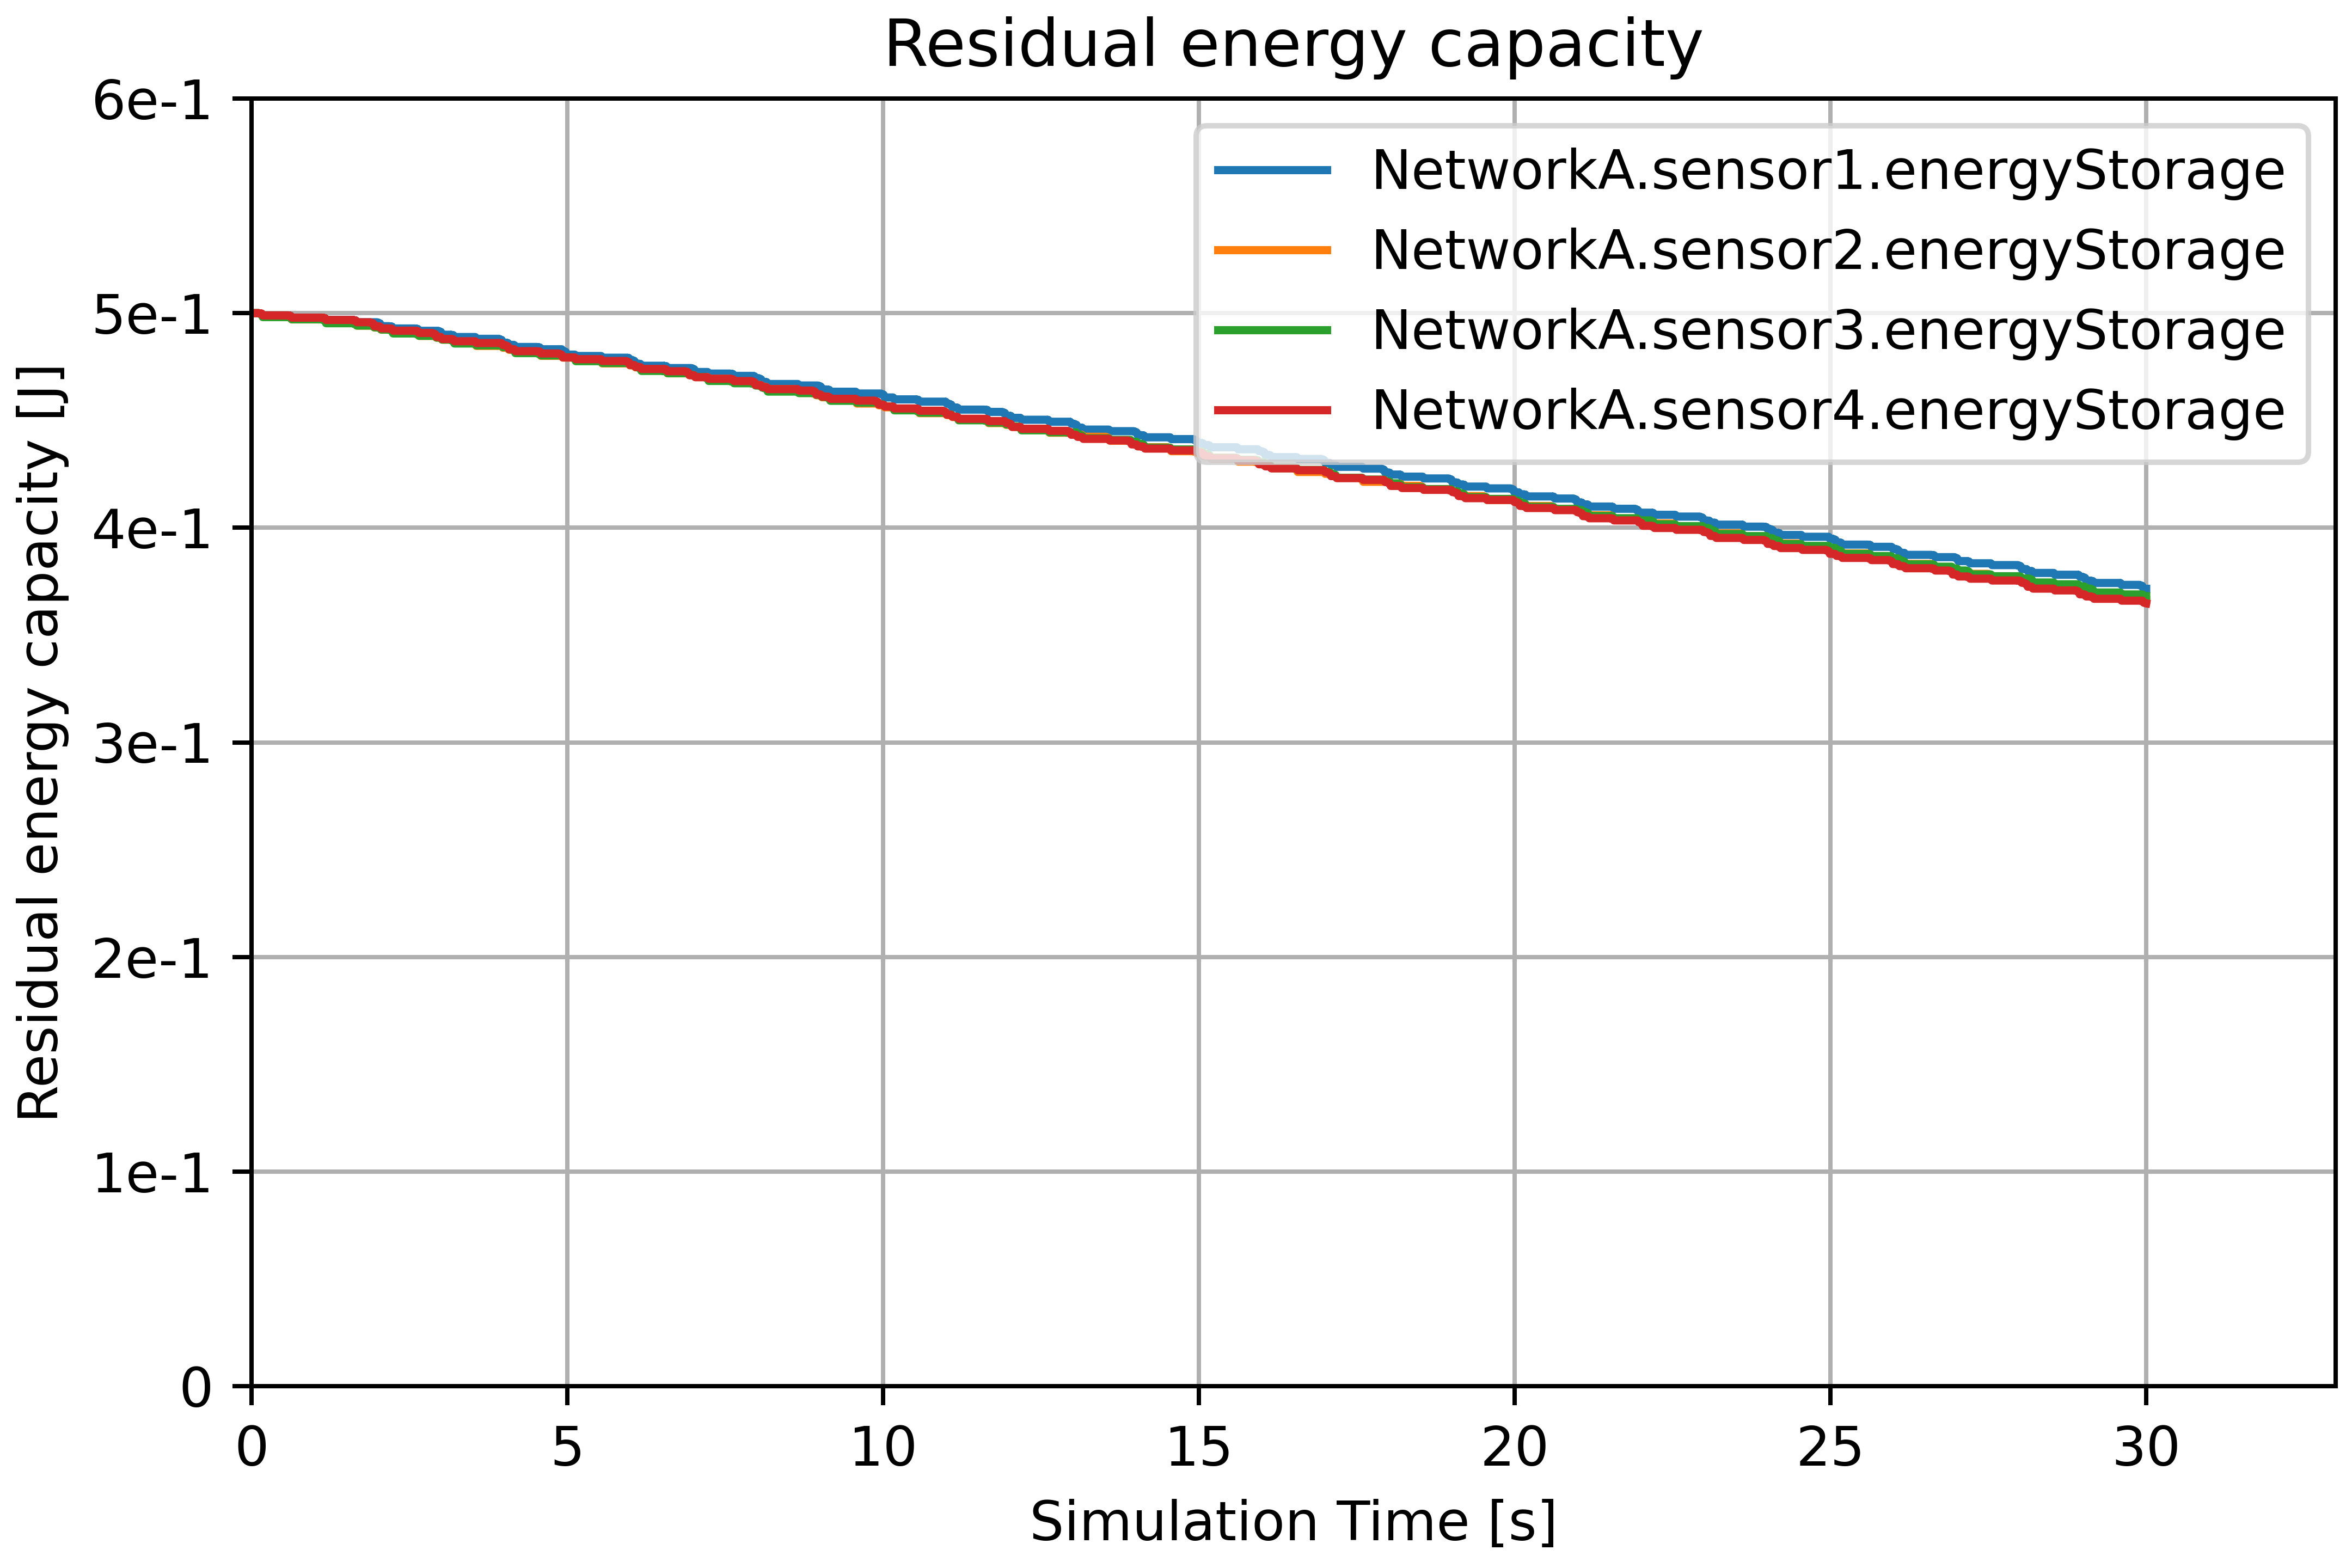 Residual energy capacity
6e-1
5e-1
4e-1
3e-1
2e-1
1e-1
0
Residual energy capacity [J]
NetworkA.sensor1.energyStorage
NetworkA.sensor2.energyStorage
NetworkA.sensor3.energyStorage
NetworkA.sensor4.energyStorage
0 5 10 15 20 25 30
Simulation Time [s]